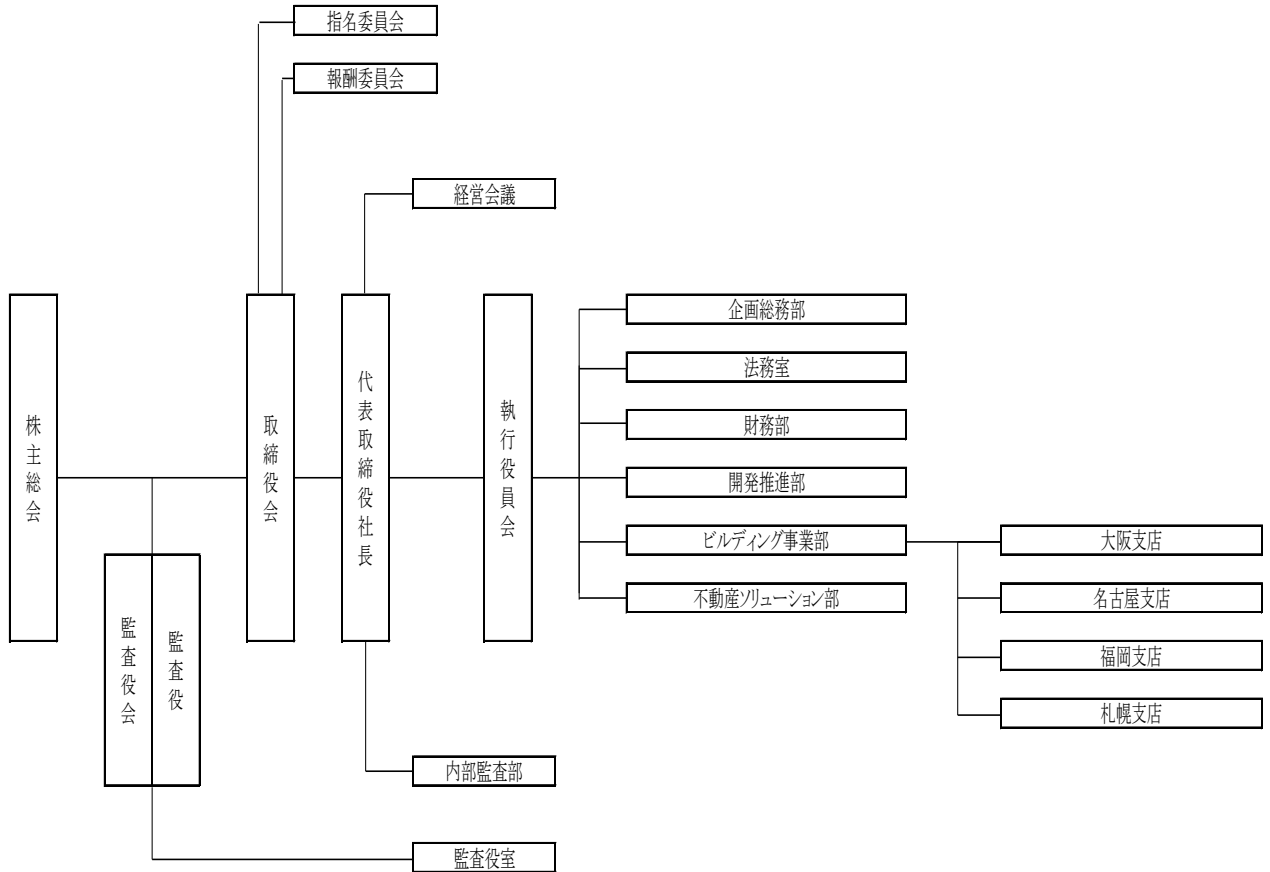 指名委員会
報酬委員会
経営会議
株主総会
監査役会
監査役
取締役会
代表取締役社長
執行役員会
企画総務部
法務室
財務部
開発推進部
ビルディング事業部
不動産ソリューション部
大阪支店
名古屋支店
福岡支店
札幌支店
内部監査部
監査役室